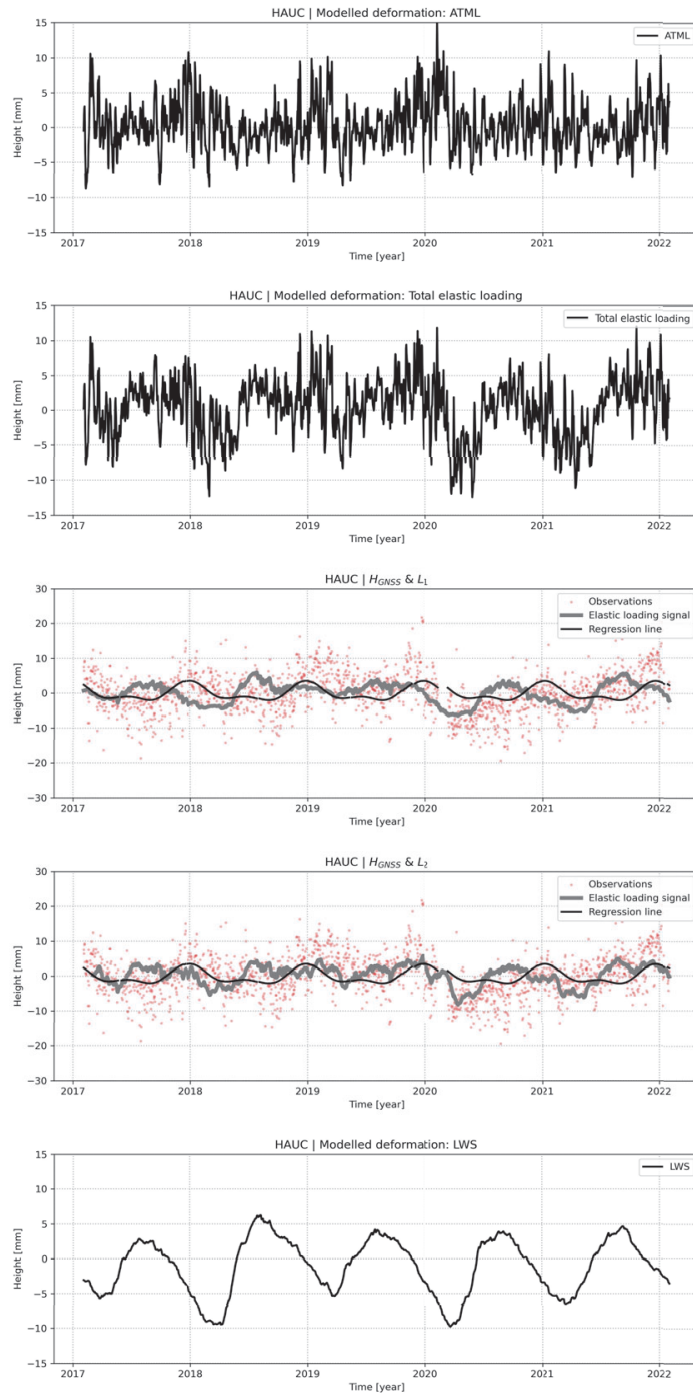 HAUC | Modelled deformation: ATML
ATML
Height [mm]
15
10
5
0
−5
−10
−15
2017
2018
2019
2020
2021
2022
Time [year]
HAUC | Modelled deformation: Total elastic loading
Total elastic loading
Height [mm]
15
10
5
0
−5
−10
−15
2017
2018
2019
2020
2021
2022
Time [year]
HAUC | H_GNSS & L₁
Observations
Elastic loading signal
Regression line
Height [mm]
30
20
10
0
−10
−20
−30
2017
2018
2019
2020
2021
2022
Time [year]
HAUC | H_GNSS & L₂
Observations
Elastic loading signal
Regression line
Height [mm]
30
20
10
0
−10
−20
−30
2017
2018
2019
2020
2021
2022
Time [year]
HAUC | Modelled deformation: LWS
LWS
Height [mm]
15
10
5
0
−5
−10
−15
2017
2018
2019
2020
2021
2022
Time [year]